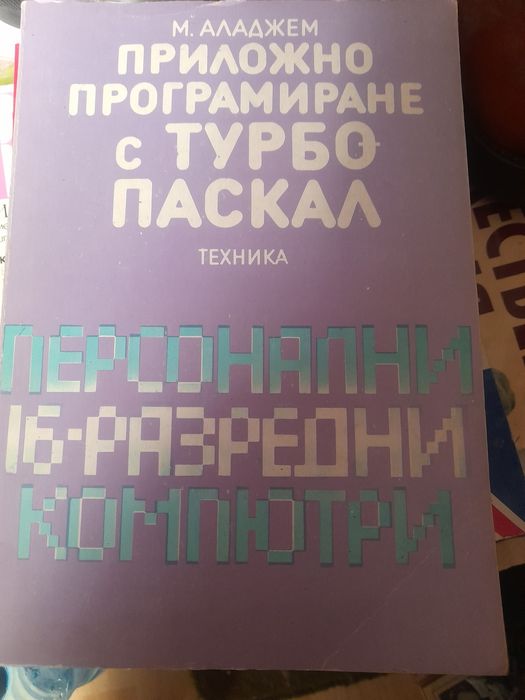 М. АЛАДЖЕМ
ПРИЛОЖНО
ПРОГРАМИРАНЕ
с ТУРБО
ПАСКАЛ
ТЕХНИКА
ПЕРСОНАЛНИ
16-РАЗРЕДНИ
КОМПЮТРИ